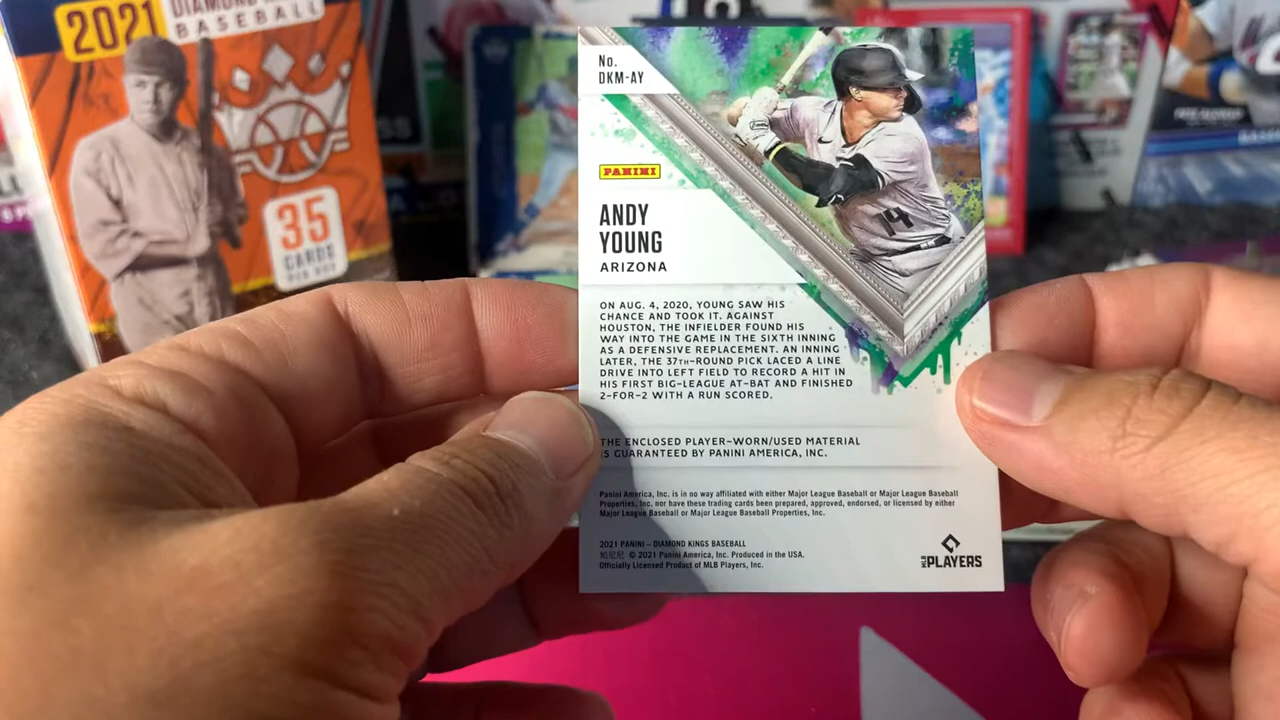 2021
DIAMOND
BASEBALL
35
CARDS
PER BOX
No.
DKM-AY
PANINI
14
ANDY
YOUNG
ARIZONA
ON AUG. 4, 2020, YOUNG SAW HIS
CHANCE AND TOOK IT. AGAINST
HOUSTON, THE INFIELDER FOUND HIS
WAY INTO THE GAME IN THE SIXTH INNING
AS A DEFENSIVE REPLACEMENT. AN INNING
LATER, THE 37TH-ROUND PICK LACED A LINE
DRIVE INTO LEFT FIELD TO RECORD A HIT IN
HIS FIRST BIG-LEAGUE AT-BAT AND FINISHED
2-FOR-2 WITH A RUN SCORED.
THE ENCLOSED PLAYER-WORN/USED MATERIAL
IS GUARANTEED BY PANINI AMERICA, INC.
Panini America, Inc. is in no way affiliated with either Major League Baseball or Major League Baseball
Properties, Inc. nor have these trading cards been prepared, approved, endorsed, or licensed by either
Major League Baseball or Major League Baseball Properties, Inc.
2021 PANINI – DIAMOND KINGS BASEBALL
帕尼尼 © 2021 Panini America, Inc. Produced in the USA.
Officially Licensed Product of MLB Players, Inc.
MLB PLAYERS